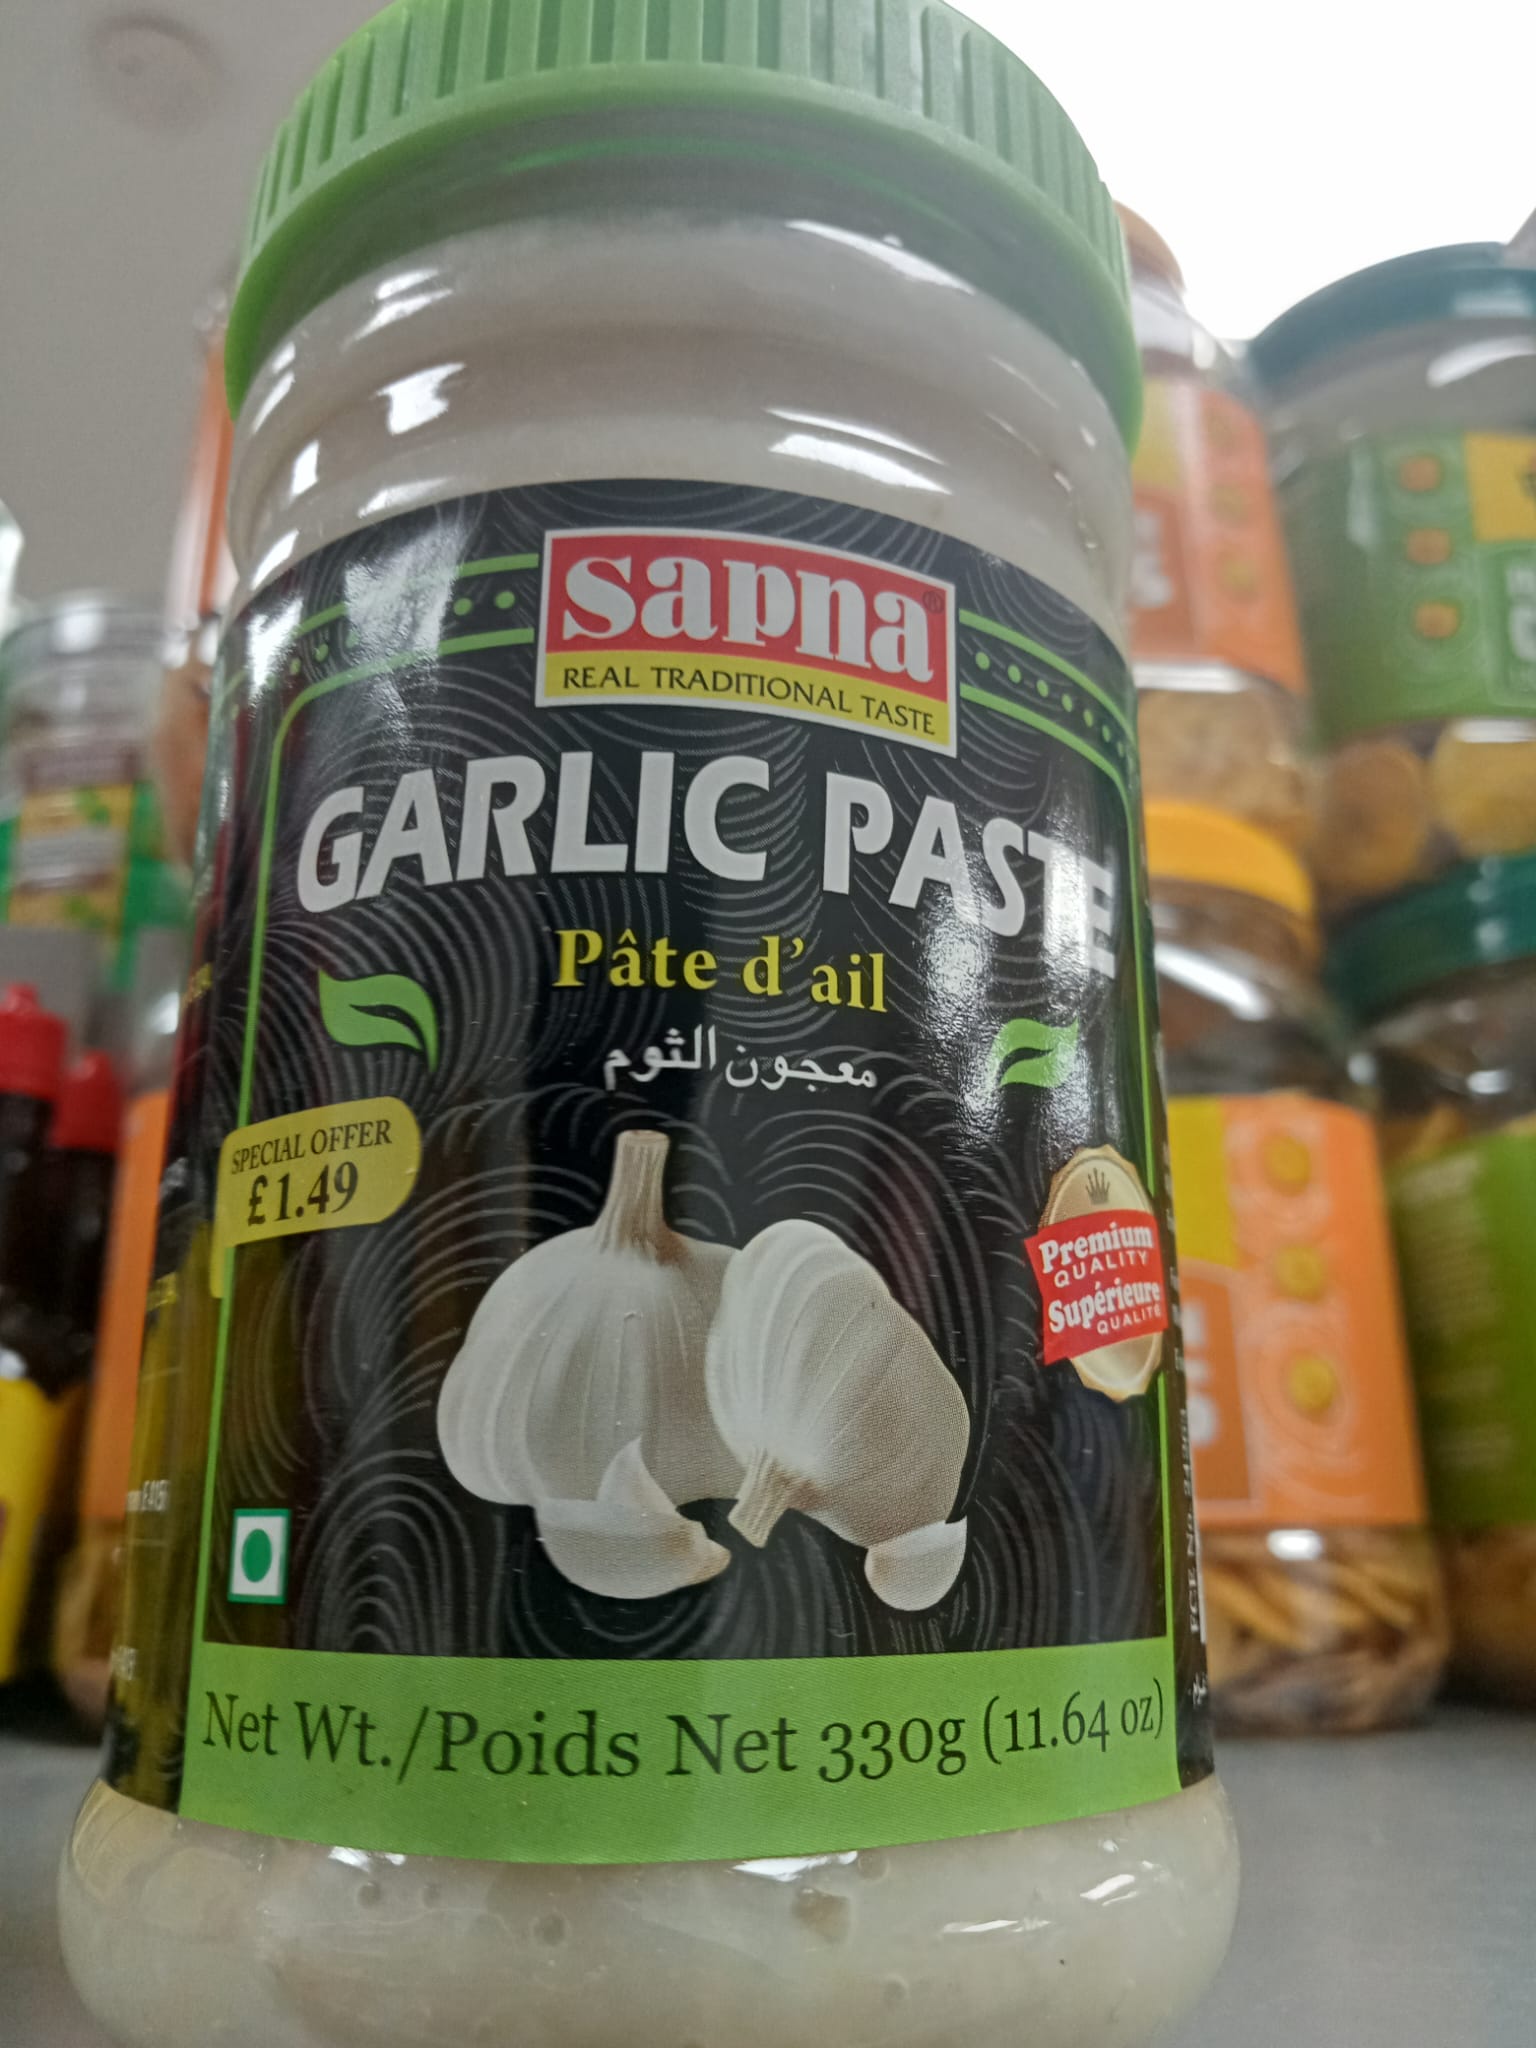 sapna®
REAL TRADITIONAL TASTE
GARLIC PASTE
Pâte d'ail
معجون الثوم
SPECIAL OFFER
£1.49
Premium
QUALITY
Supérieure
QUALITÉ
Net Wt./Poids Net 330g (11.64 oz)